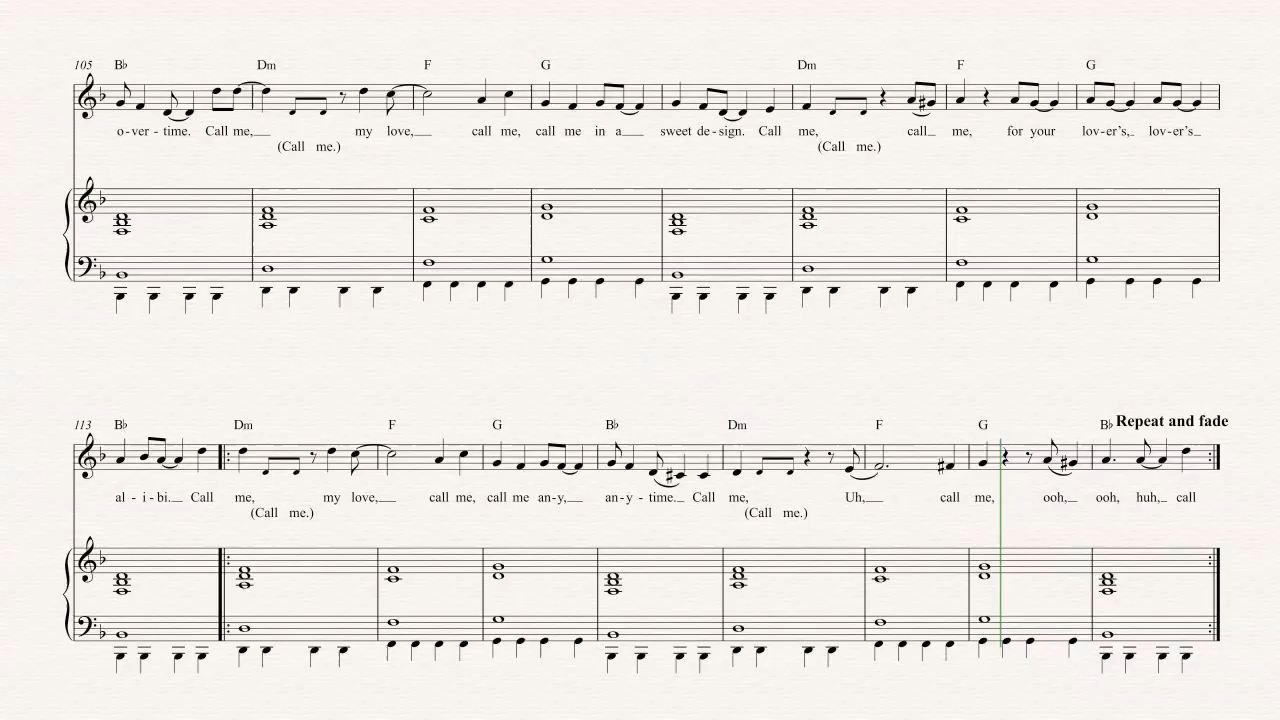 105 B♭ Dm F G Dm F G
o - ver - time. Call me, my love, call me, call me in a sweet de - sign. Call me, call me, for your lov - er's, lov - er's
(Call me.) (Call me.)
113 B♭ Dm F G B♭ Dm F G B♭ Repeat and fade
al - i - bi. Call me, my love, call me, call me an - y, an - y - time. Call me, Uh, call me, ooh, ooh, huh, call
(Call me.) (Call me.)